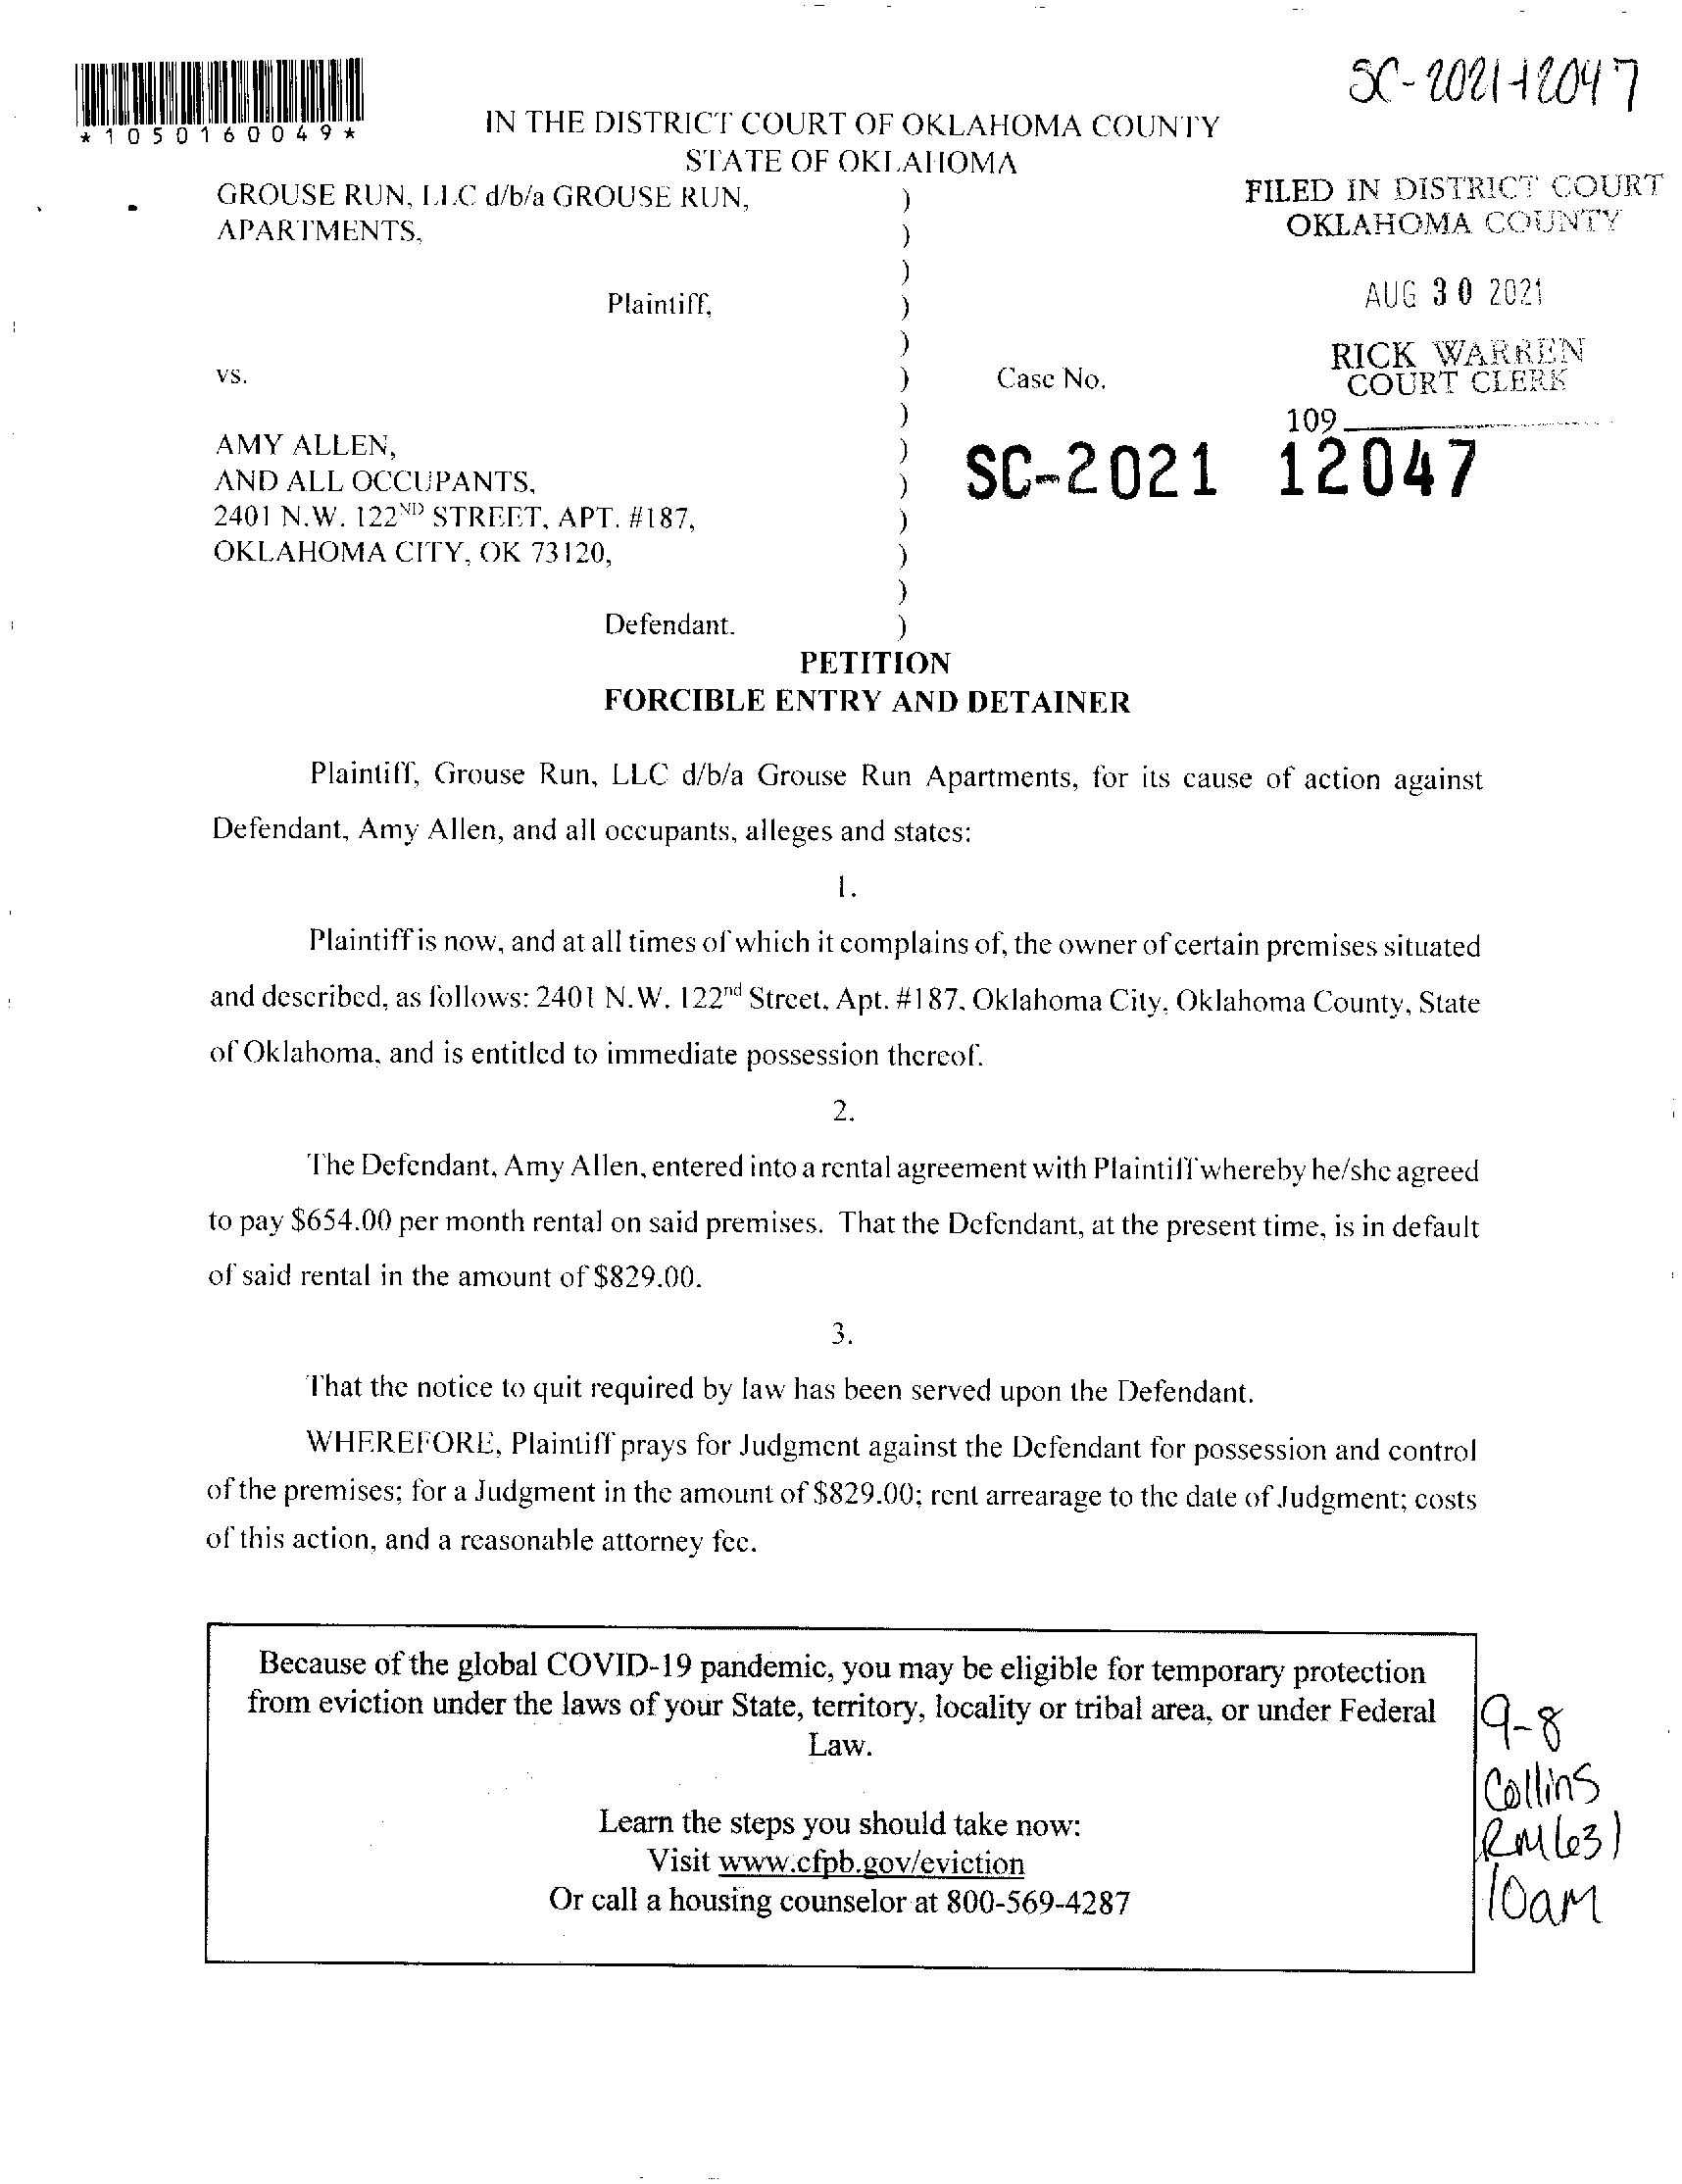 SC-2021-12047
*1050160049*
IN THE DISTRICT COURT OF OKLAHOMA COUNTY
STATE OF OKLAHOMA
FILED IN DISTRICT COURT
OKLAHOMA COUNTY
AUG 30 2021
RICK WARREN
COURT CLERK
109
GROUSE RUN, LLC d/b/a GROUSE RUN, )
APARTMENTS, )
)
Plaintiff, )
)
vs. ) Case No.
)
AMY ALLEN, )
AND ALL OCCUPANTS, ) SC-2021 12047
2401 N.W. 122ND STREET, APT. #187, )
OKLAHOMA CITY, OK 73120, )
)
Defendant. )
PETITION
FORCIBLE ENTRY AND DETAINER
Plaintiff, Grouse Run, LLC d/b/a Grouse Run Apartments, for its cause of action against
Defendant, Amy Allen, and all occupants, alleges and states:
1.
Plaintiff is now, and at all times of which it complains of, the owner of certain premises situated
and described, as follows: 2401 N.W. 122nd Street, Apt. #187, Oklahoma City, Oklahoma County, State
of Oklahoma, and is entitled to immediate possession thereof.
2.
The Defendant, Amy Allen, entered into a rental agreement with Plaintiff whereby he/she agreed
to pay $654.00 per month rental on said premises. That the Defendant, at the present time, is in default
of said rental in the amount of $829.00.
3.
That the notice to quit required by law has been served upon the Defendant.
WHEREFORE, Plaintiff prays for Judgment against the Defendant for possession and control
of the premises; for a Judgment in the amount of $829.00; rent arrearage to the date of Judgment; costs
of this action, and a reasonable attorney fee.
Because of the global COVID-19 pandemic, you may be eligible for temporary protection
from eviction under the laws of your State, territory, locality or tribal area, or under Federal
Law.
Learn the steps you should take now:
Visit www.cfpb.gov/eviction
Or call a housing counselor at 800-569-4287
9-8
Collins
RM 631
10am